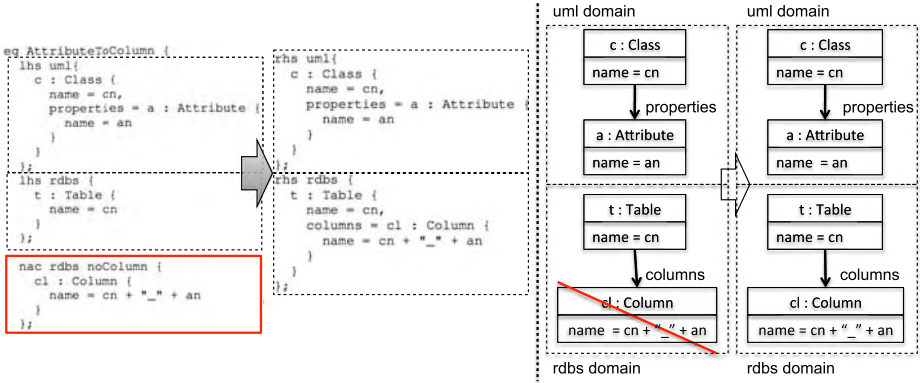 eq AttributeToColumn {
lhs uml{
c : Class {
name = cn,
properties = a : Attribute {
name = an
}
}
};
lhs rdbs {
t : Table {
name = cn
}
};
nac rdbs noColumn {
cl : Column {
name = cn + "_" + an
}
};
rhs uml{
c : Class {
name = cn,
properties = a : Attribute {
name = an
}
}
};
rhs rdbs {
t : Table {
name = cn,
columns = cl : Column {
name = cn + "_" + an
}
}
};
uml domain
c : Class
name = cn
properties
a : Attribute
name = an
t : Table
name = cn
columns
cl : Column
name = cn + “_” + an
rdbs domain
uml domain
c : Class
name = cn
properties
a : Attribute
name = an
t : Table
name = cn
columns
cl : Column
name = cn + “_” + an
rdbs domain